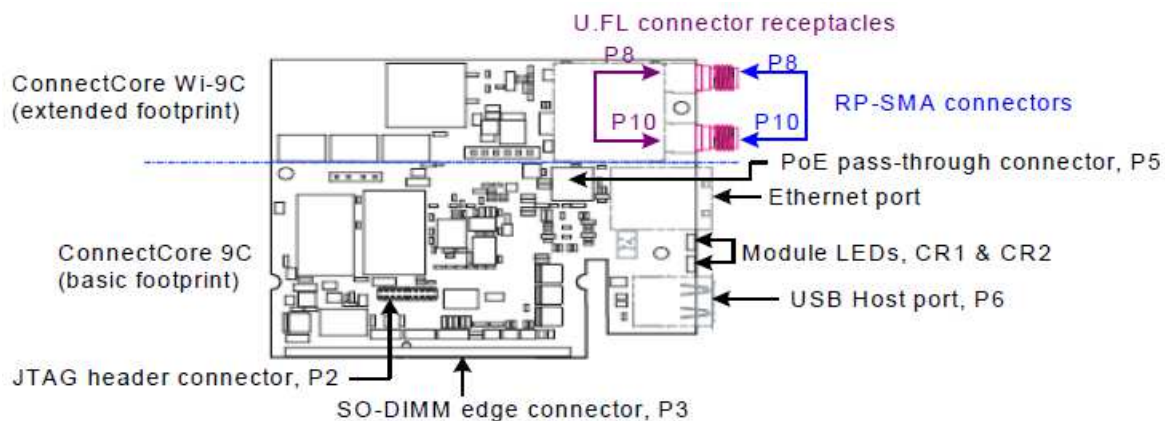 U.FL connector receptacles
ConnectCore Wi-9C
(extended footprint)
P8
P8
RP-SMA connectors
P10
P10
PoE pass-through connector, P5
Ethernet port
ConnectCore 9C
(basic footprint)
Module LEDs, CR1 & CR2
USB Host port, P6
JTAG header connector, P2
SO-DIMM edge connector, P3